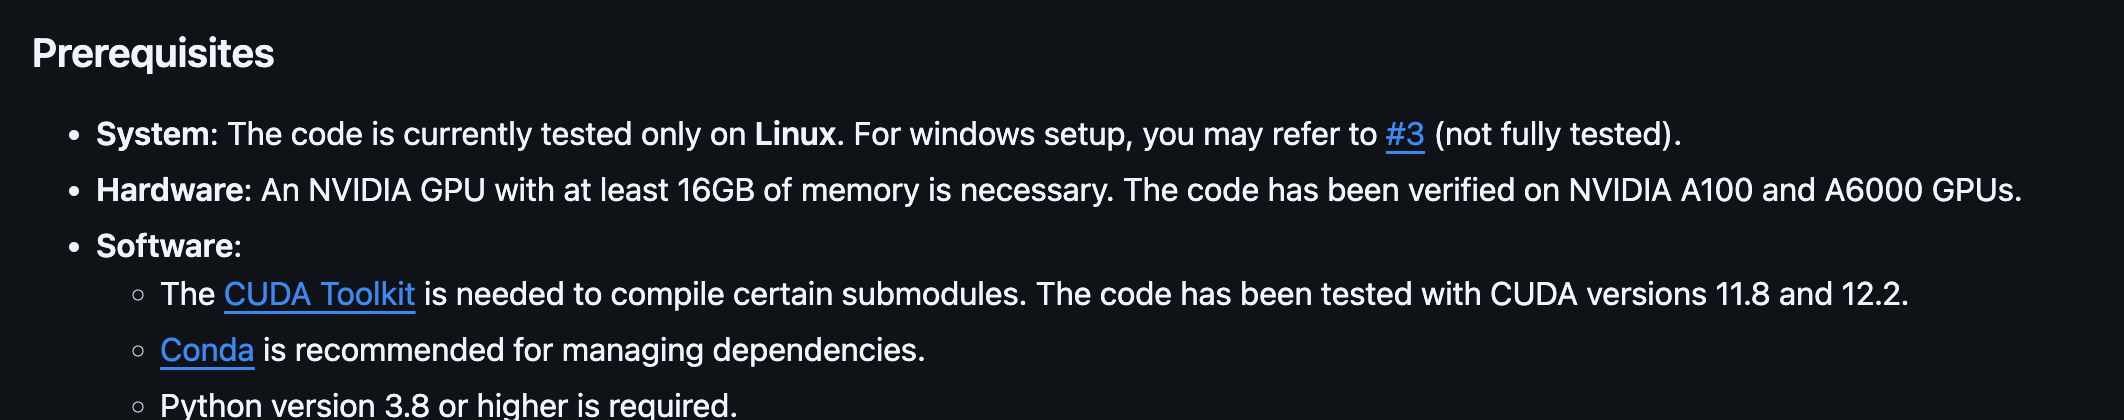 Prerequisites
• System: The code is currently tested only on Linux. For windows setup, you may refer to #3 (not fully tested).
• Hardware: An NVIDIA GPU with at least 16GB of memory is necessary. The code has been verified on NVIDIA A100 and A6000 GPUs.
• Software:
◦ The CUDA Toolkit is needed to compile certain submodules. The code has been tested with CUDA versions 11.8 and 12.2.
◦ Conda is recommended for managing dependencies.
◦ Python version 3.8 or higher is required.